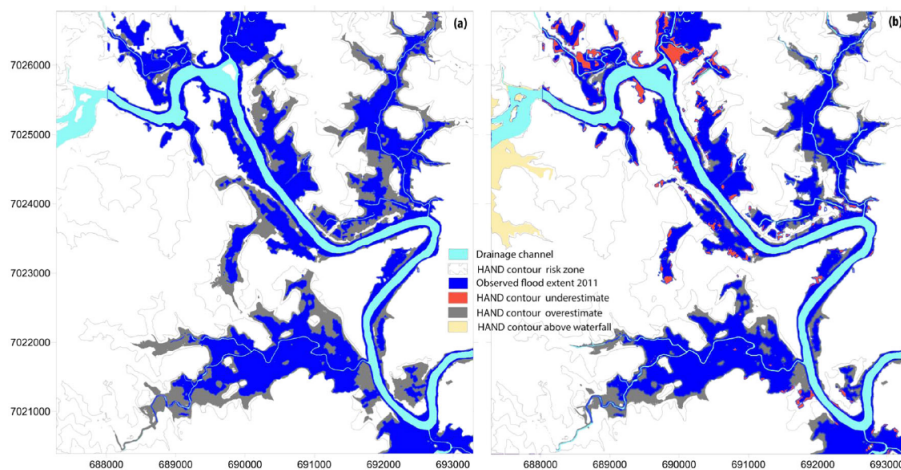 (a)
(b)
7026000
7025000
7024000
7023000
7022000
7021000
Drainage channel
HAND contour risk zone
Observed flood extent 2011
HAND contour underestimate
HAND contour overestimate
HAND contour above waterfall
688000 689000 690000 691000 692000 693000
688000 689000 690000 691000 692000 693000